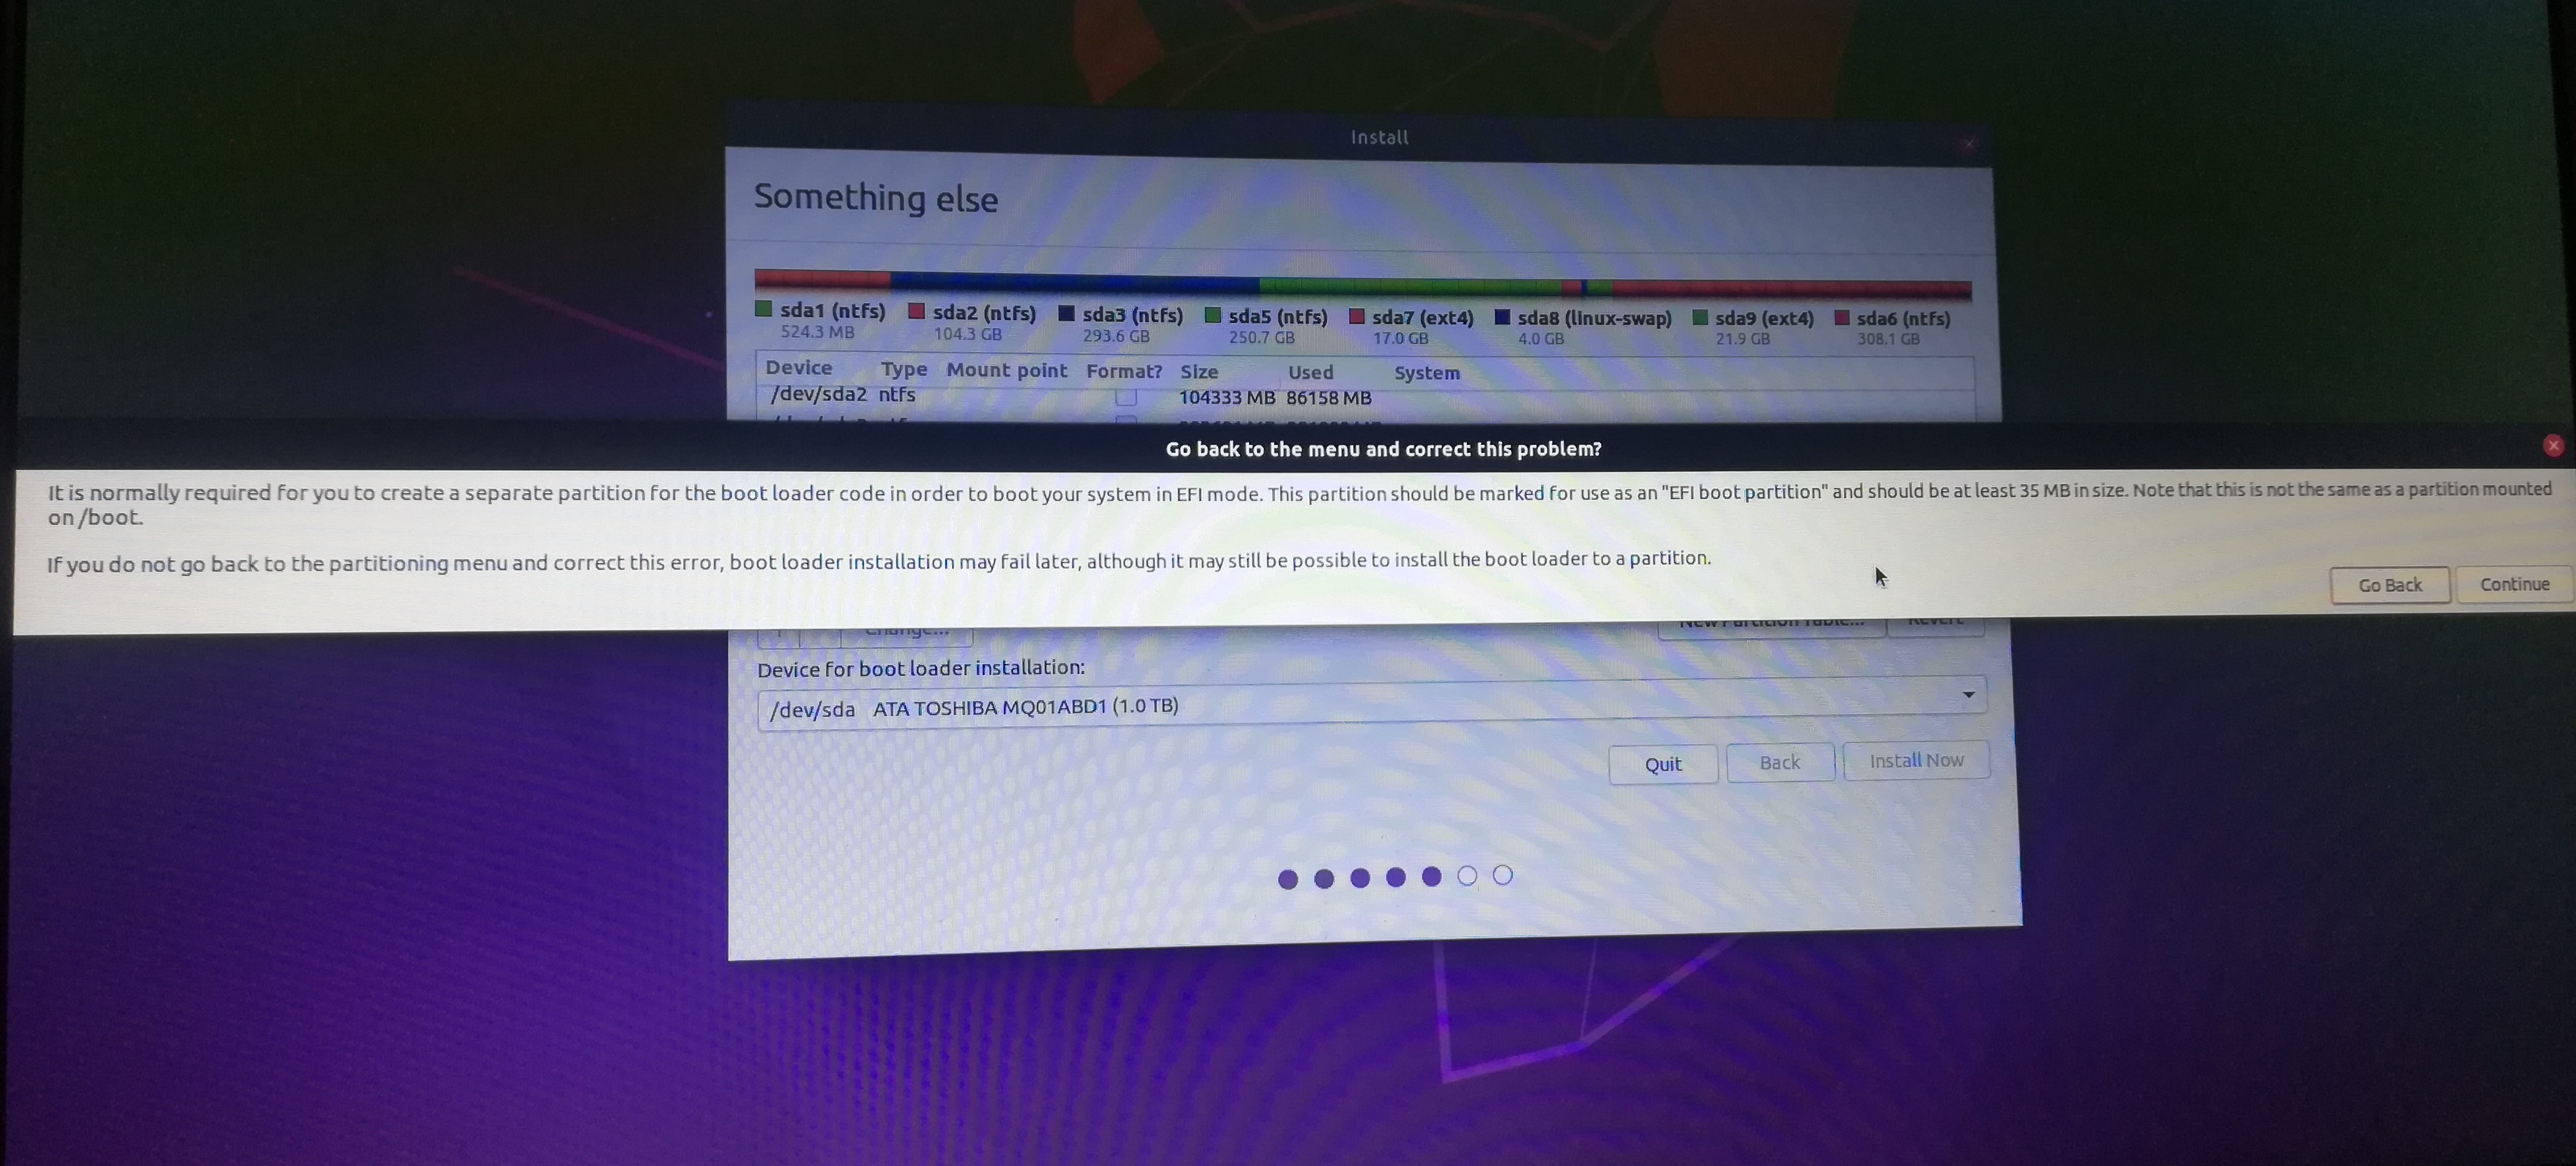 Install
Something else
sda1 (ntfs) sda2 (ntfs) sda3 (ntfs) sda5 (ntfs) sda7 (ext4) sda8 (linux-swap) sda9 (ext4) sda6 (ntfs)
524.3 MB 104.3 GB 293.6 GB 250.7 GB 17.0 GB 4.0 GB 21.9 GB 308.1 GB
Device Type Mount point Format? Size Used System
/dev/sda2 ntfs 104333 MB 86158 MB
Go back to the menu and correct this problem?
It is normally required for you to create a separate partition for the boot loader code in order to boot your system in EFI mode. This partition should be marked for use as an "EFI boot partition" and should be at least 35 MB in size. Note that this is not the same as a partition mounted
on /boot.
If you do not go back to the partitioning menu and correct this error, boot loader installation may fail later, although it may still be possible to install the boot loader to a partition.
Go Back Continue
Change... New Partition Table... Revert
Device for boot loader installation:
/dev/sda ATA TOSHIBA MQ01ABD1 (1.0 TB)
Quit Back Install Now